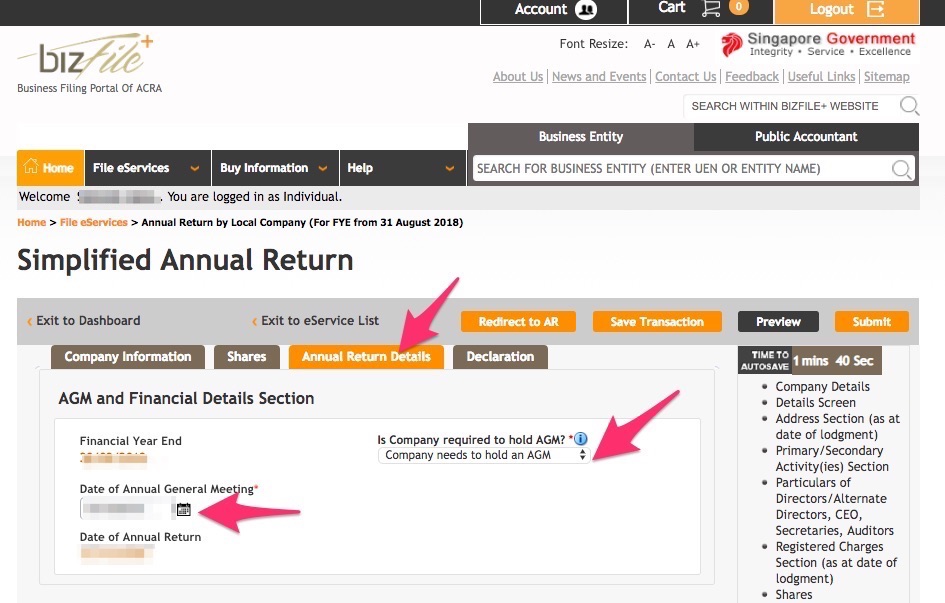 Account
Cart 0
Logout
bizfile+
Business Filing Portal Of ACRA
Font Resize: A- A A+
Singapore Government
Integrity • Service • Excellence
About Us | News and Events | Contact Us | Feedback | Useful Links | Sitemap
SEARCH WITHIN BIZFILE+ WEBSITE
Business Entity
Public Accountant
Home
File eServices
Buy Information
Help
SEARCH FOR BUSINESS ENTITY (ENTER UEN OR ENTITY NAME)
Welcome . You are logged in as Individual.
Home > File eServices > Annual Return by Local Company (For FYE from 31 August 2018)
Simplified Annual Return
‹ Exit to Dashboard
‹ Exit to eService List
Redirect to AR
Save Transaction
Preview
Submit
Company Information
Shares
Annual Return Details
Declaration
TIME TO
AUTOSAVE
1 mins 40 Sec
AGM and Financial Details Section
Financial Year End
Is Company required to hold AGM? *
Company needs to hold an AGM
Date of Annual General Meeting*
Date of Annual Return
• Company Details
• Details Screen
• Address Section (as at
date of lodgment)
• Primary/Secondary
Activity(ies) Section
• Particulars of
Directors/Alternate
Directors, CEO,
Secretaries, Auditors
• Registered Charges
Section (as at date of
lodgment)
• Shares